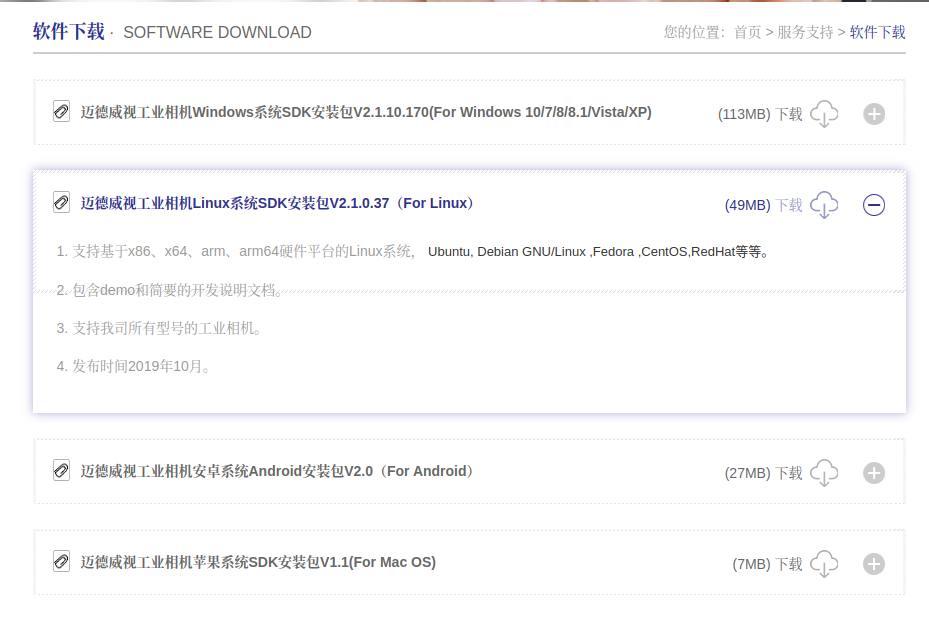 软件下载 · SOFTWARE DOWNLOAD 您的位置：首页 > 服务支持 > 软件下载
迈德威视工业相机Windows系统SDK安装包V2.1.10.170(For Windows 10/7/8/8.1/Vista/XP) (113MB) 下载
迈德威视工业相机Linux系统SDK安装包V2.1.0.37（For Linux） (49MB) 下载
1. 支持基于x86、x64、arm、arm64硬件平台的Linux系统， Ubuntu, Debian GNU/Linux ,Fedora ,CentOS,RedHat等等。
2. 包含demo和简要的开发说明文档。
3. 支持我司所有型号的工业相机。
4. 发布时间2019年10月。
迈德威视工业相机安卓系统Android安装包V2.0（For Android） (27MB) 下载
迈德威视工业相机苹果系统SDK安装包V1.1(For Mac OS) (7MB) 下载